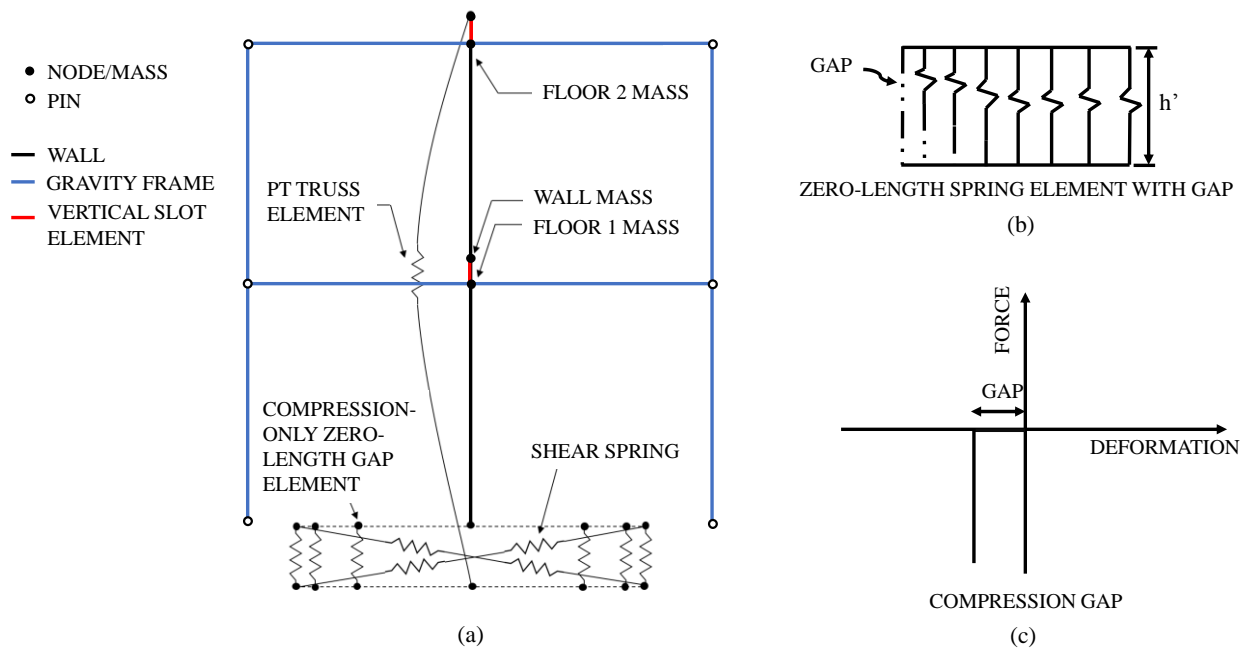 NODE/MASS
PIN
WALL
GRAVITY FRAME
VERTICAL SLOT
ELEMENT
FLOOR 2 MASS
PT TRUSS
ELEMENT
WALL MASS
FLOOR 1 MASS
COMPRESSION-
ONLY ZERO-
LENGTH GAP
ELEMENT
SHEAR SPRING
(a)
GAP
h’
ZERO-LENGTH SPRING ELEMENT WITH GAP
(b)
FORCE
GAP
DEFORMATION
COMPRESSION GAP
(c)